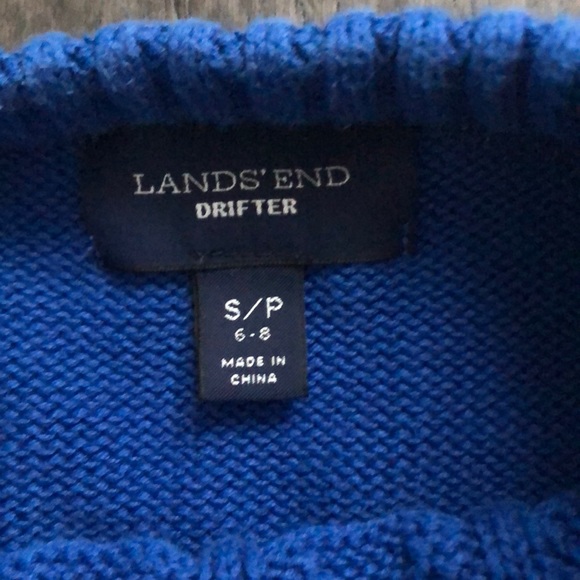 LANDS' END
DRIFTER
S/P
6-8
MADE IN
CHINA